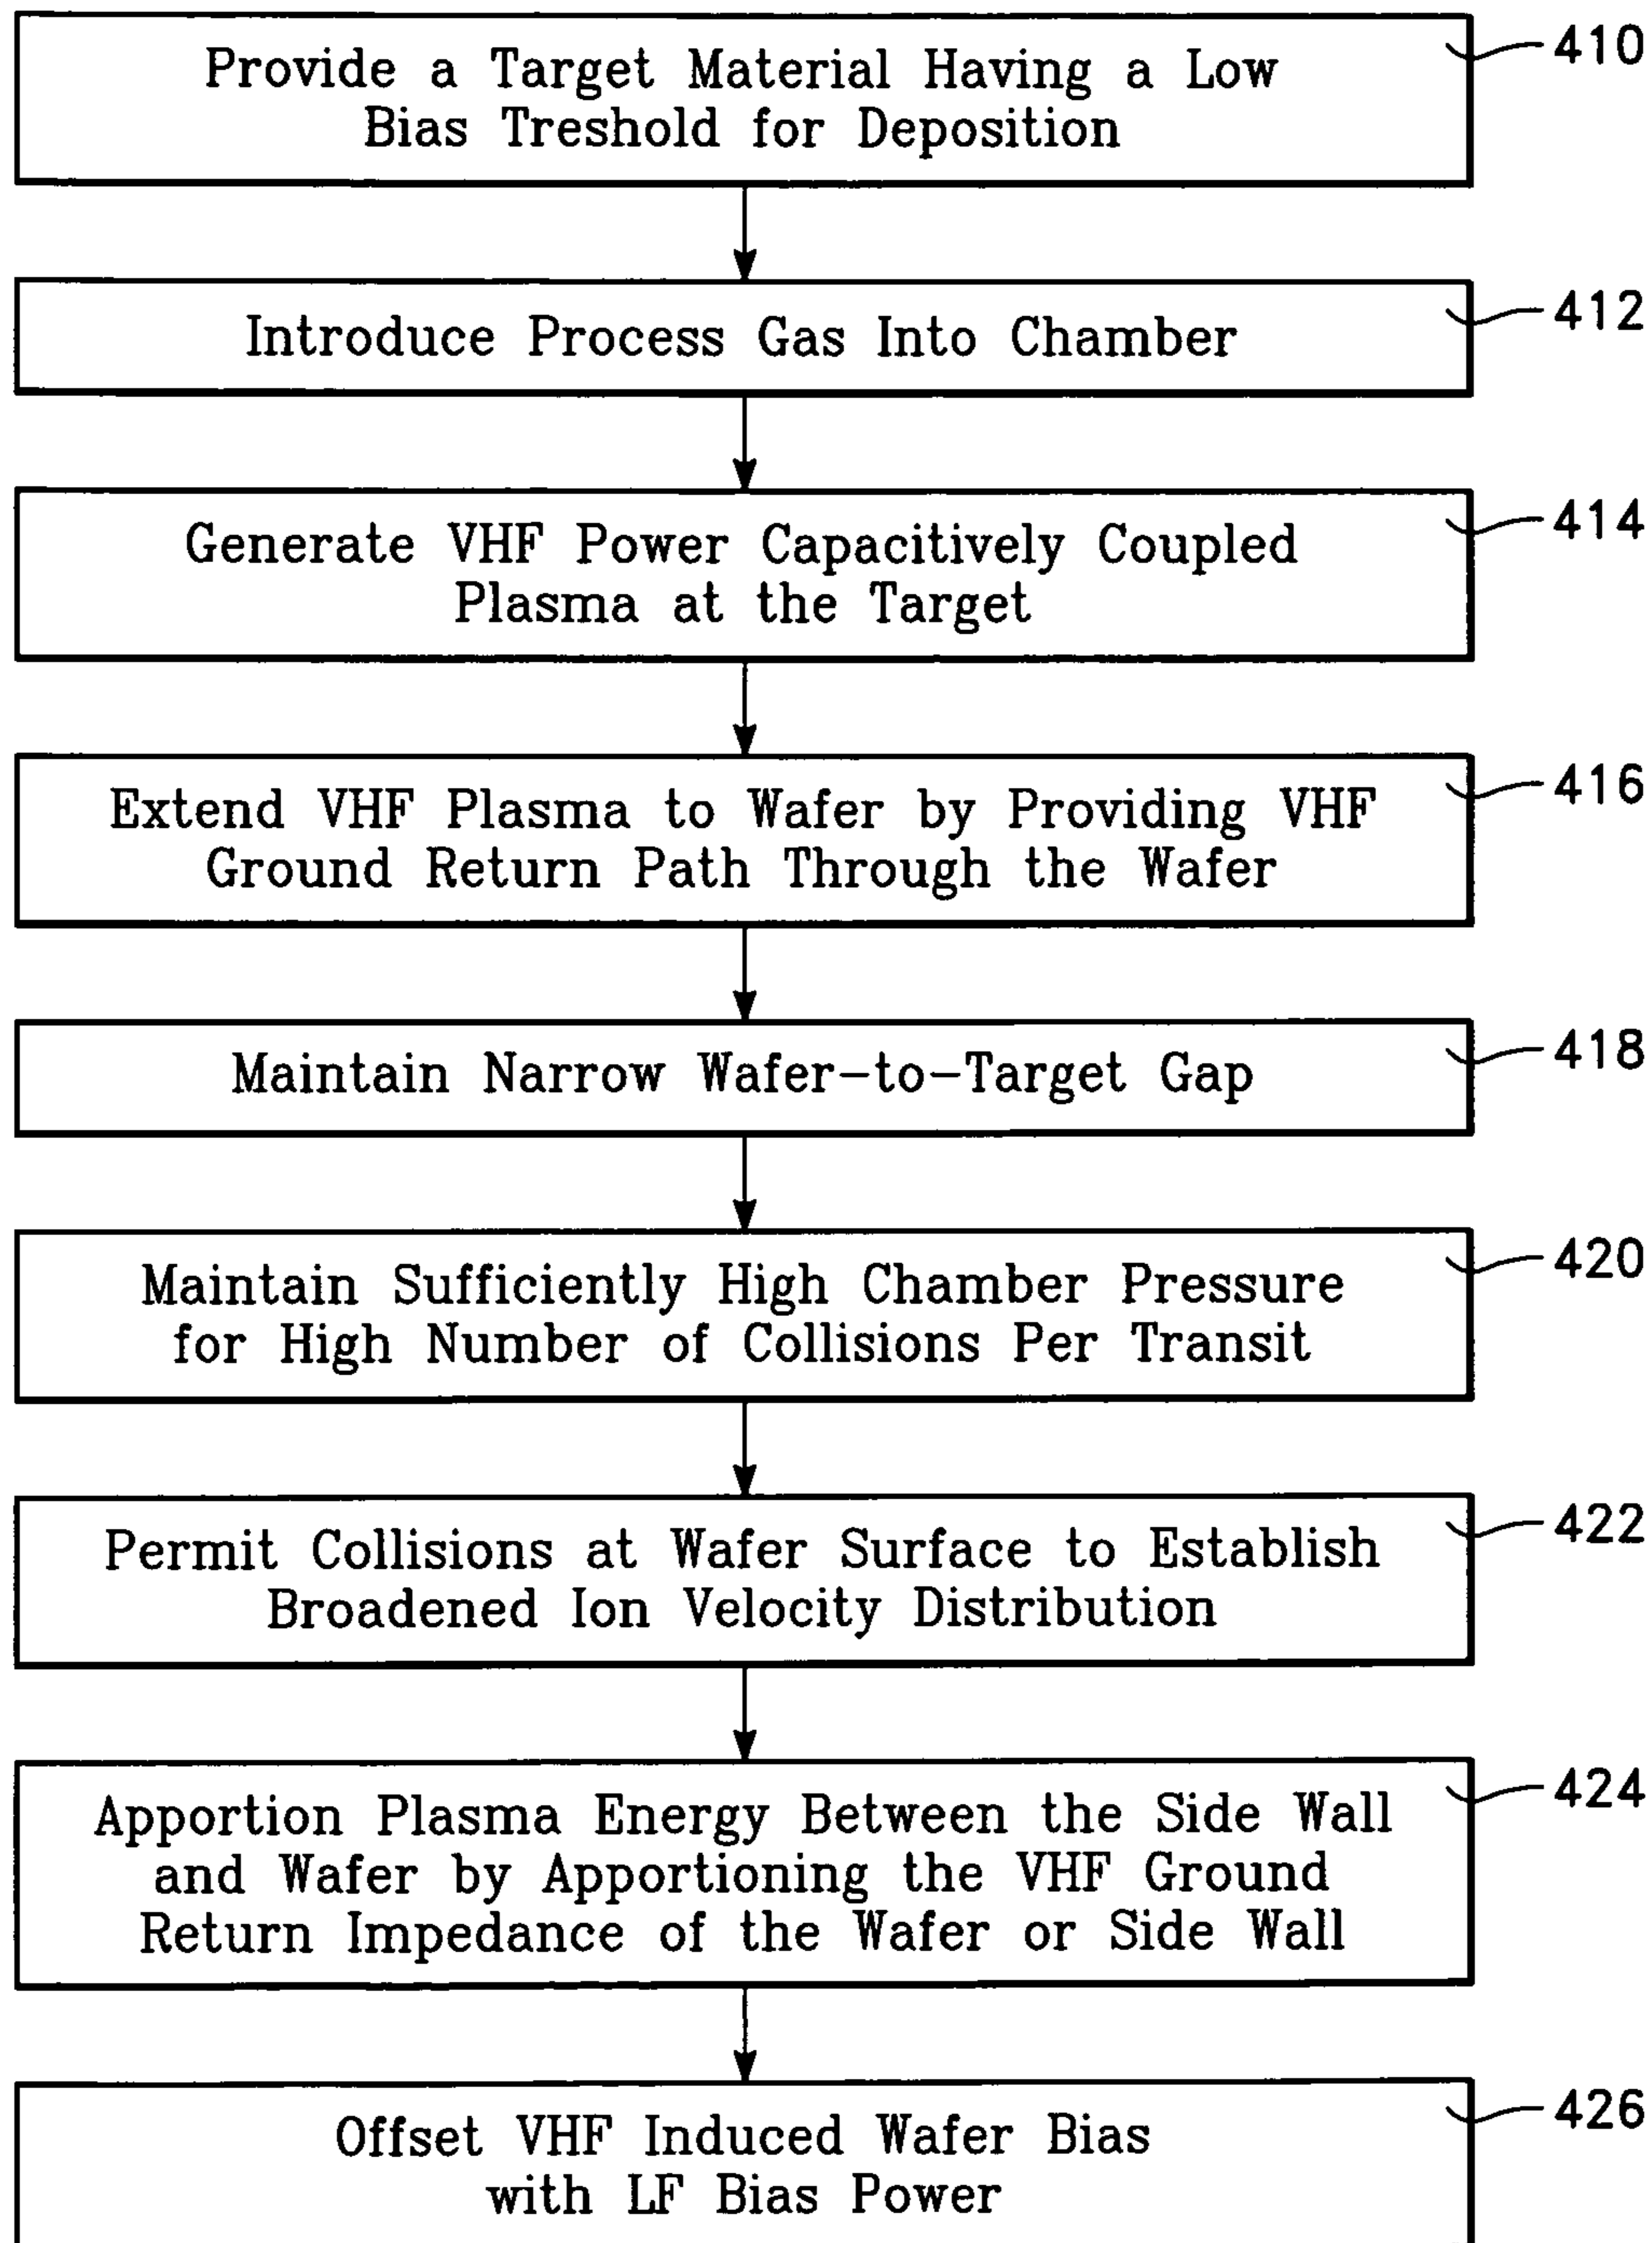 Provide a Target Material Having a Low
Bias Treshold for Deposition
410
Introduce Process Gas Into Chamber
412
Generate VHF Power Capacitively Coupled
Plasma at the Target
414
Extend VHF Plasma to Wafer by Providing VHF
Ground Return Path Through the Wafer
416
Maintain Narrow Wafer-to-Target Gap
418
Maintain Sufficiently High Chamber Pressure
for High Number of Collisions Per Transit
420
Permit Collisions at Wafer Surface to Establish
Broadened Ion Velocity Distribution
422
Apportion Plasma Energy Between the Side Wall
and Wafer by Apportioning the VHF Ground
Return Impedance of the Wafer or Side Wall
424
Offset VHF Induced Wafer Bias
with LF Bias Power
426